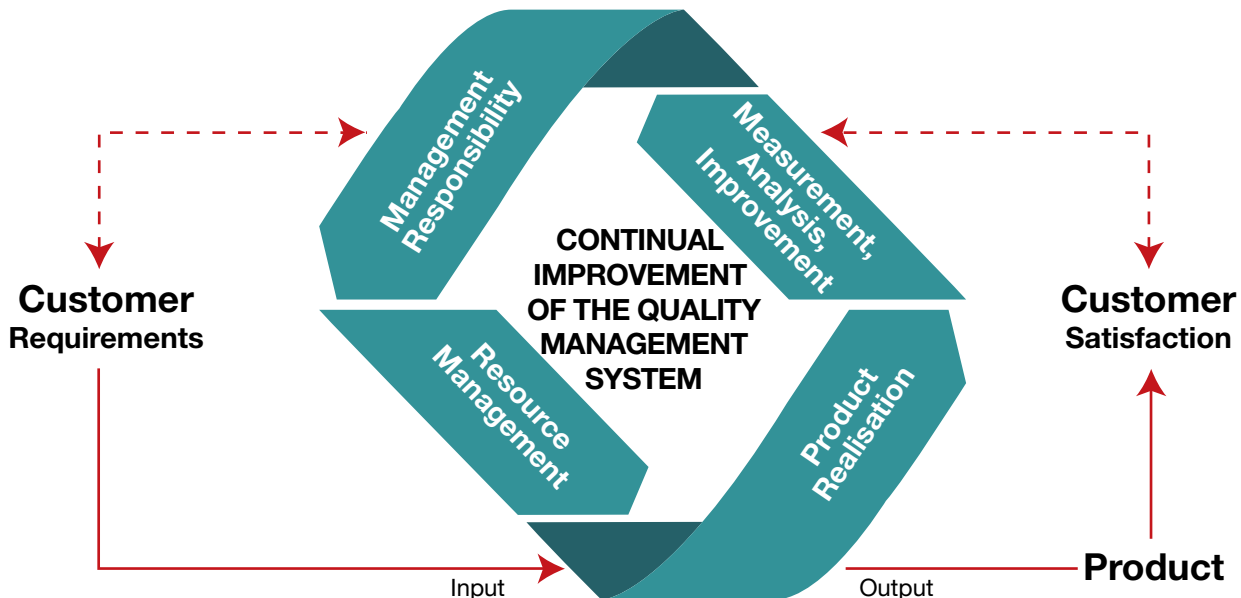 Management
Responsibility
Measurement,
Analysis,
Improvement
CONTINUAL
IMPROVEMENT
OF THE QUALITY
MANAGEMENT
SYSTEM
Customer
Requirements
Customer
Satisfaction
Resource
Management
Product
Realisation
Input
Output
Product